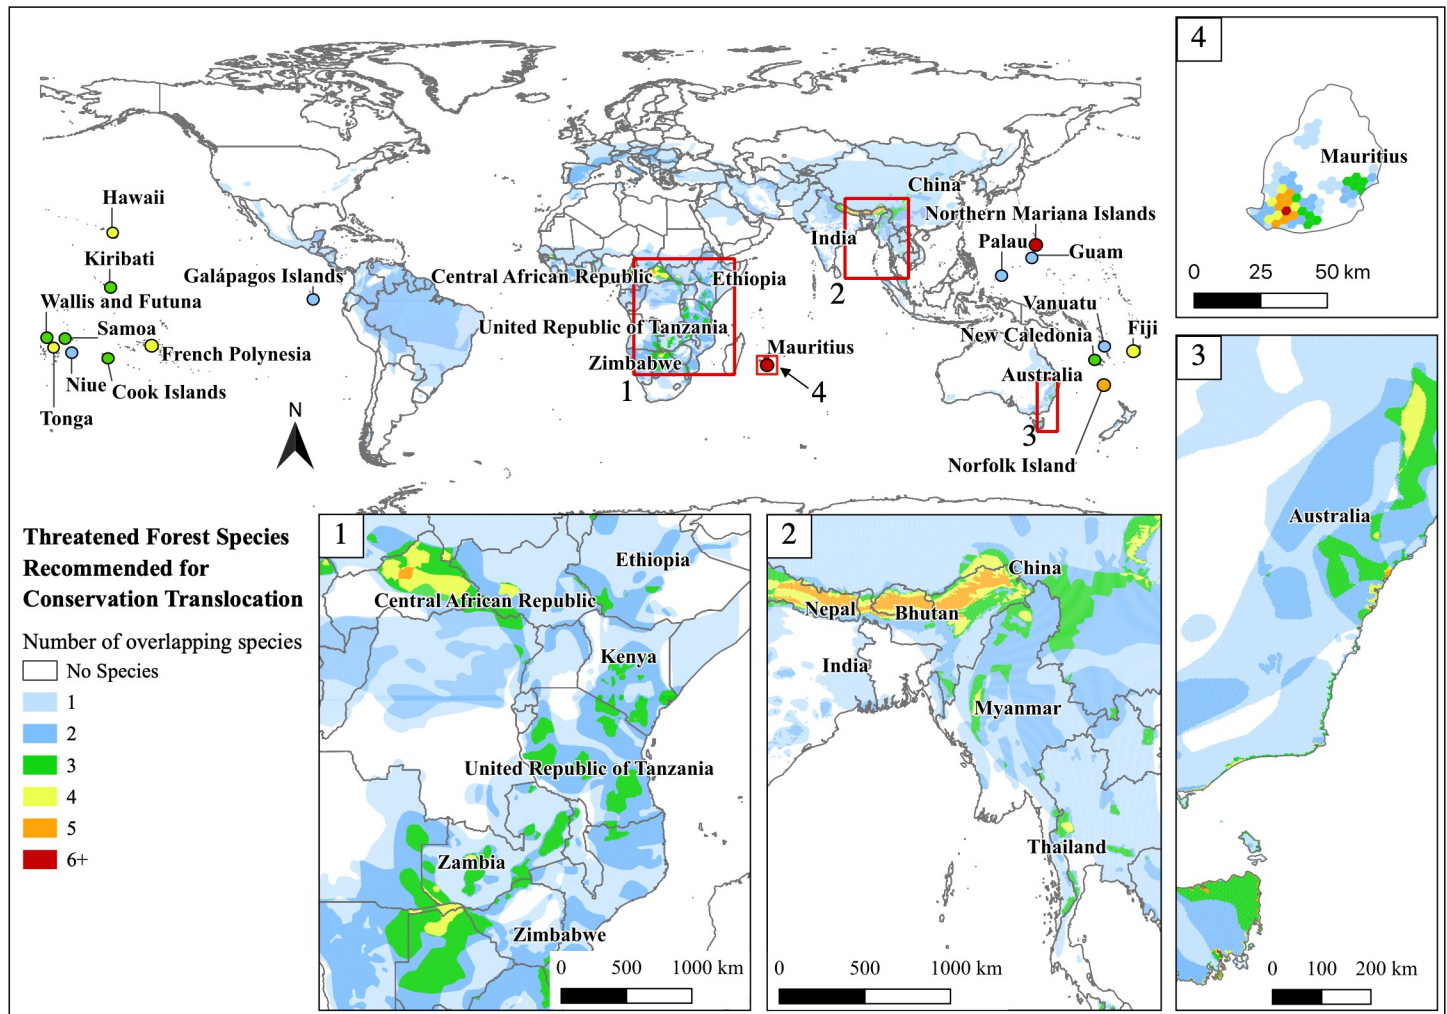 4
Mauritius
0 25 50 km
Hawaii
Kiribati
Wallis and Futuna
Samoa
French Polynesia
Niue
Cook Islands
Tonga
Galápagos Islands
N
Central African Republic
Ethiopia
United Republic of Tanzania
Zimbabwe
1
Mauritius
4
China
India
2
Northern Mariana Islands
Palau
Guam
Vanuatu
New Caledonia
Fiji
Australia
3
Norfolk Island
Threatened Forest Species
Recommended for
Conservation Translocation
Number of overlapping species
No Species
1
2
3
4
5
6+
1
Ethiopia
Central African Republic
Kenya
United Republic of Tanzania
Zambia
Zimbabwe
0 500 1000 km
2
China
Nepal
Bhutan
India
Myanmar
Thailand
0 500 1000 km
3
Australia
0 100 200 km